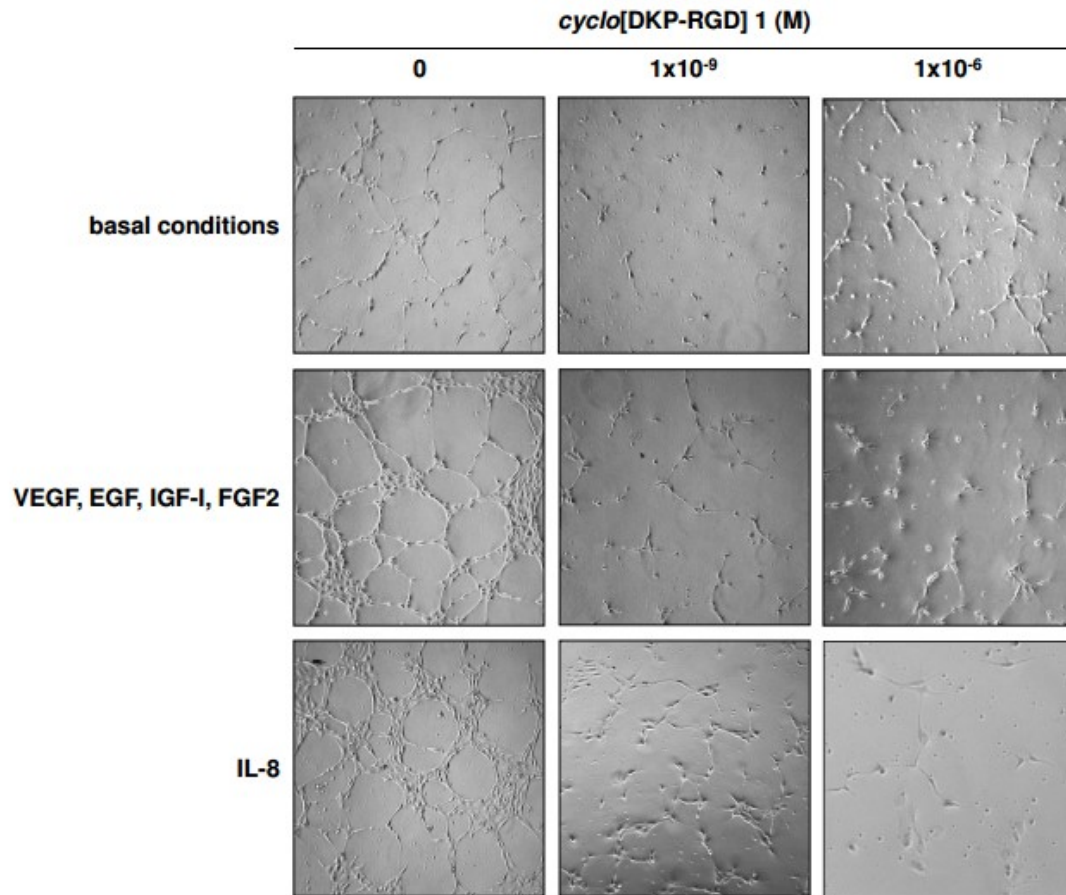 cyclo[DKP-RGD] 1 (M)
0 1x10⁻⁹ 1x10⁻⁶
basal conditions
VEGF, EGF, IGF-I, FGF2
IL-8